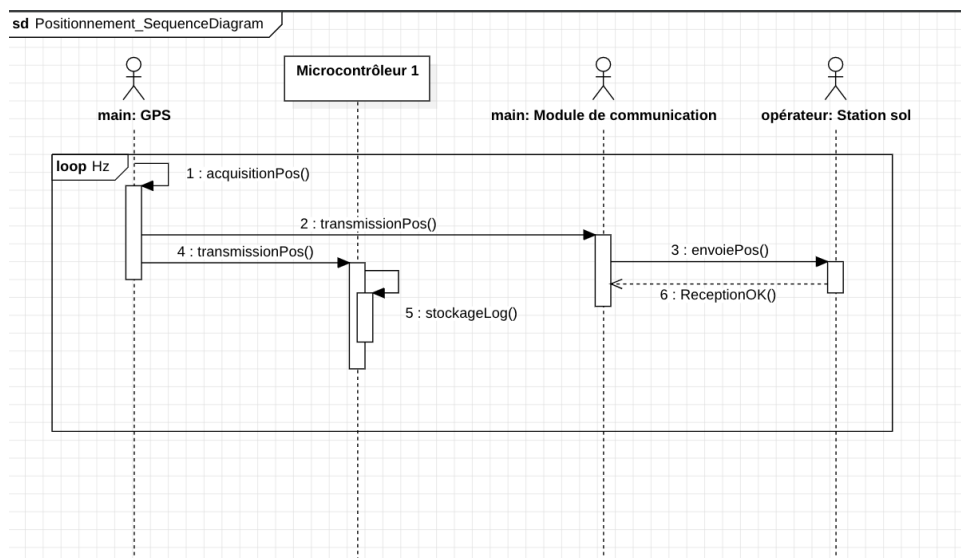 sd Positionnement_SequenceDiagram
Microcontrôleur 1
main: GPS
main: Module de communication
opérateur: Station sol
loop Hz
1 : acquisitionPos()
2 : transmissionPos()
3 : envoiePos()
4 : transmissionPos()
6 : ReceptionOK()
5 : stockageLog()